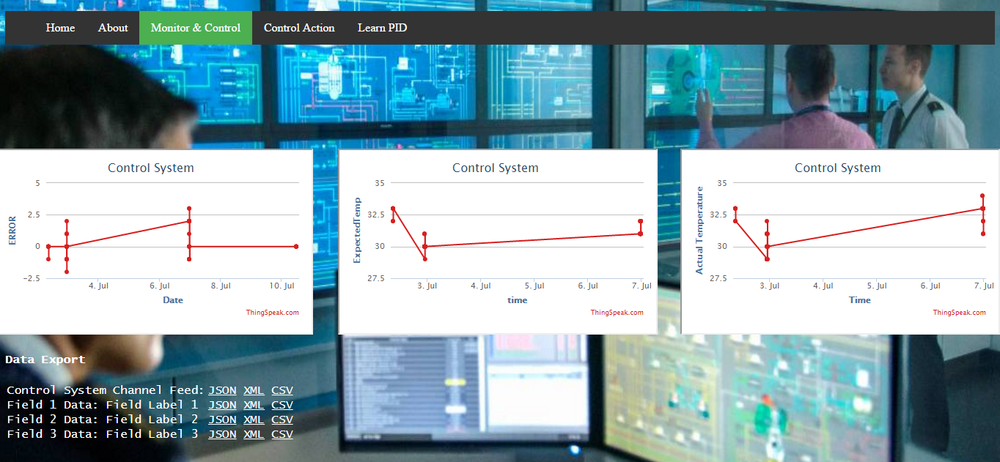 Home About Monitor & Control Control Action Learn PID
Control System
5
2.5
0
−2.5
ERROR
4. Jul 6. Jul 8. Jul 10. Jul
Date
ThingSpeak.com
Control System
35
32.5
30
27.5
ExpectedTemp
3. Jul 4. Jul 5. Jul 6. Jul 7. Jul
time
ThingSpeak.com
Control System
35
32.5
30
27.5
Actual Temperature
3. Jul 4. Jul 5. Jul 6. Jul 7. Jul
Time
ThingSpeak.com
Data Export
Control System Channel Feed: JSON XML CSV
Field 1 Data: Field Label 1 JSON XML CSV
Field 2 Data: Field Label 2 JSON XML CSV
Field 3 Data: Field Label 3 JSON XML CSV